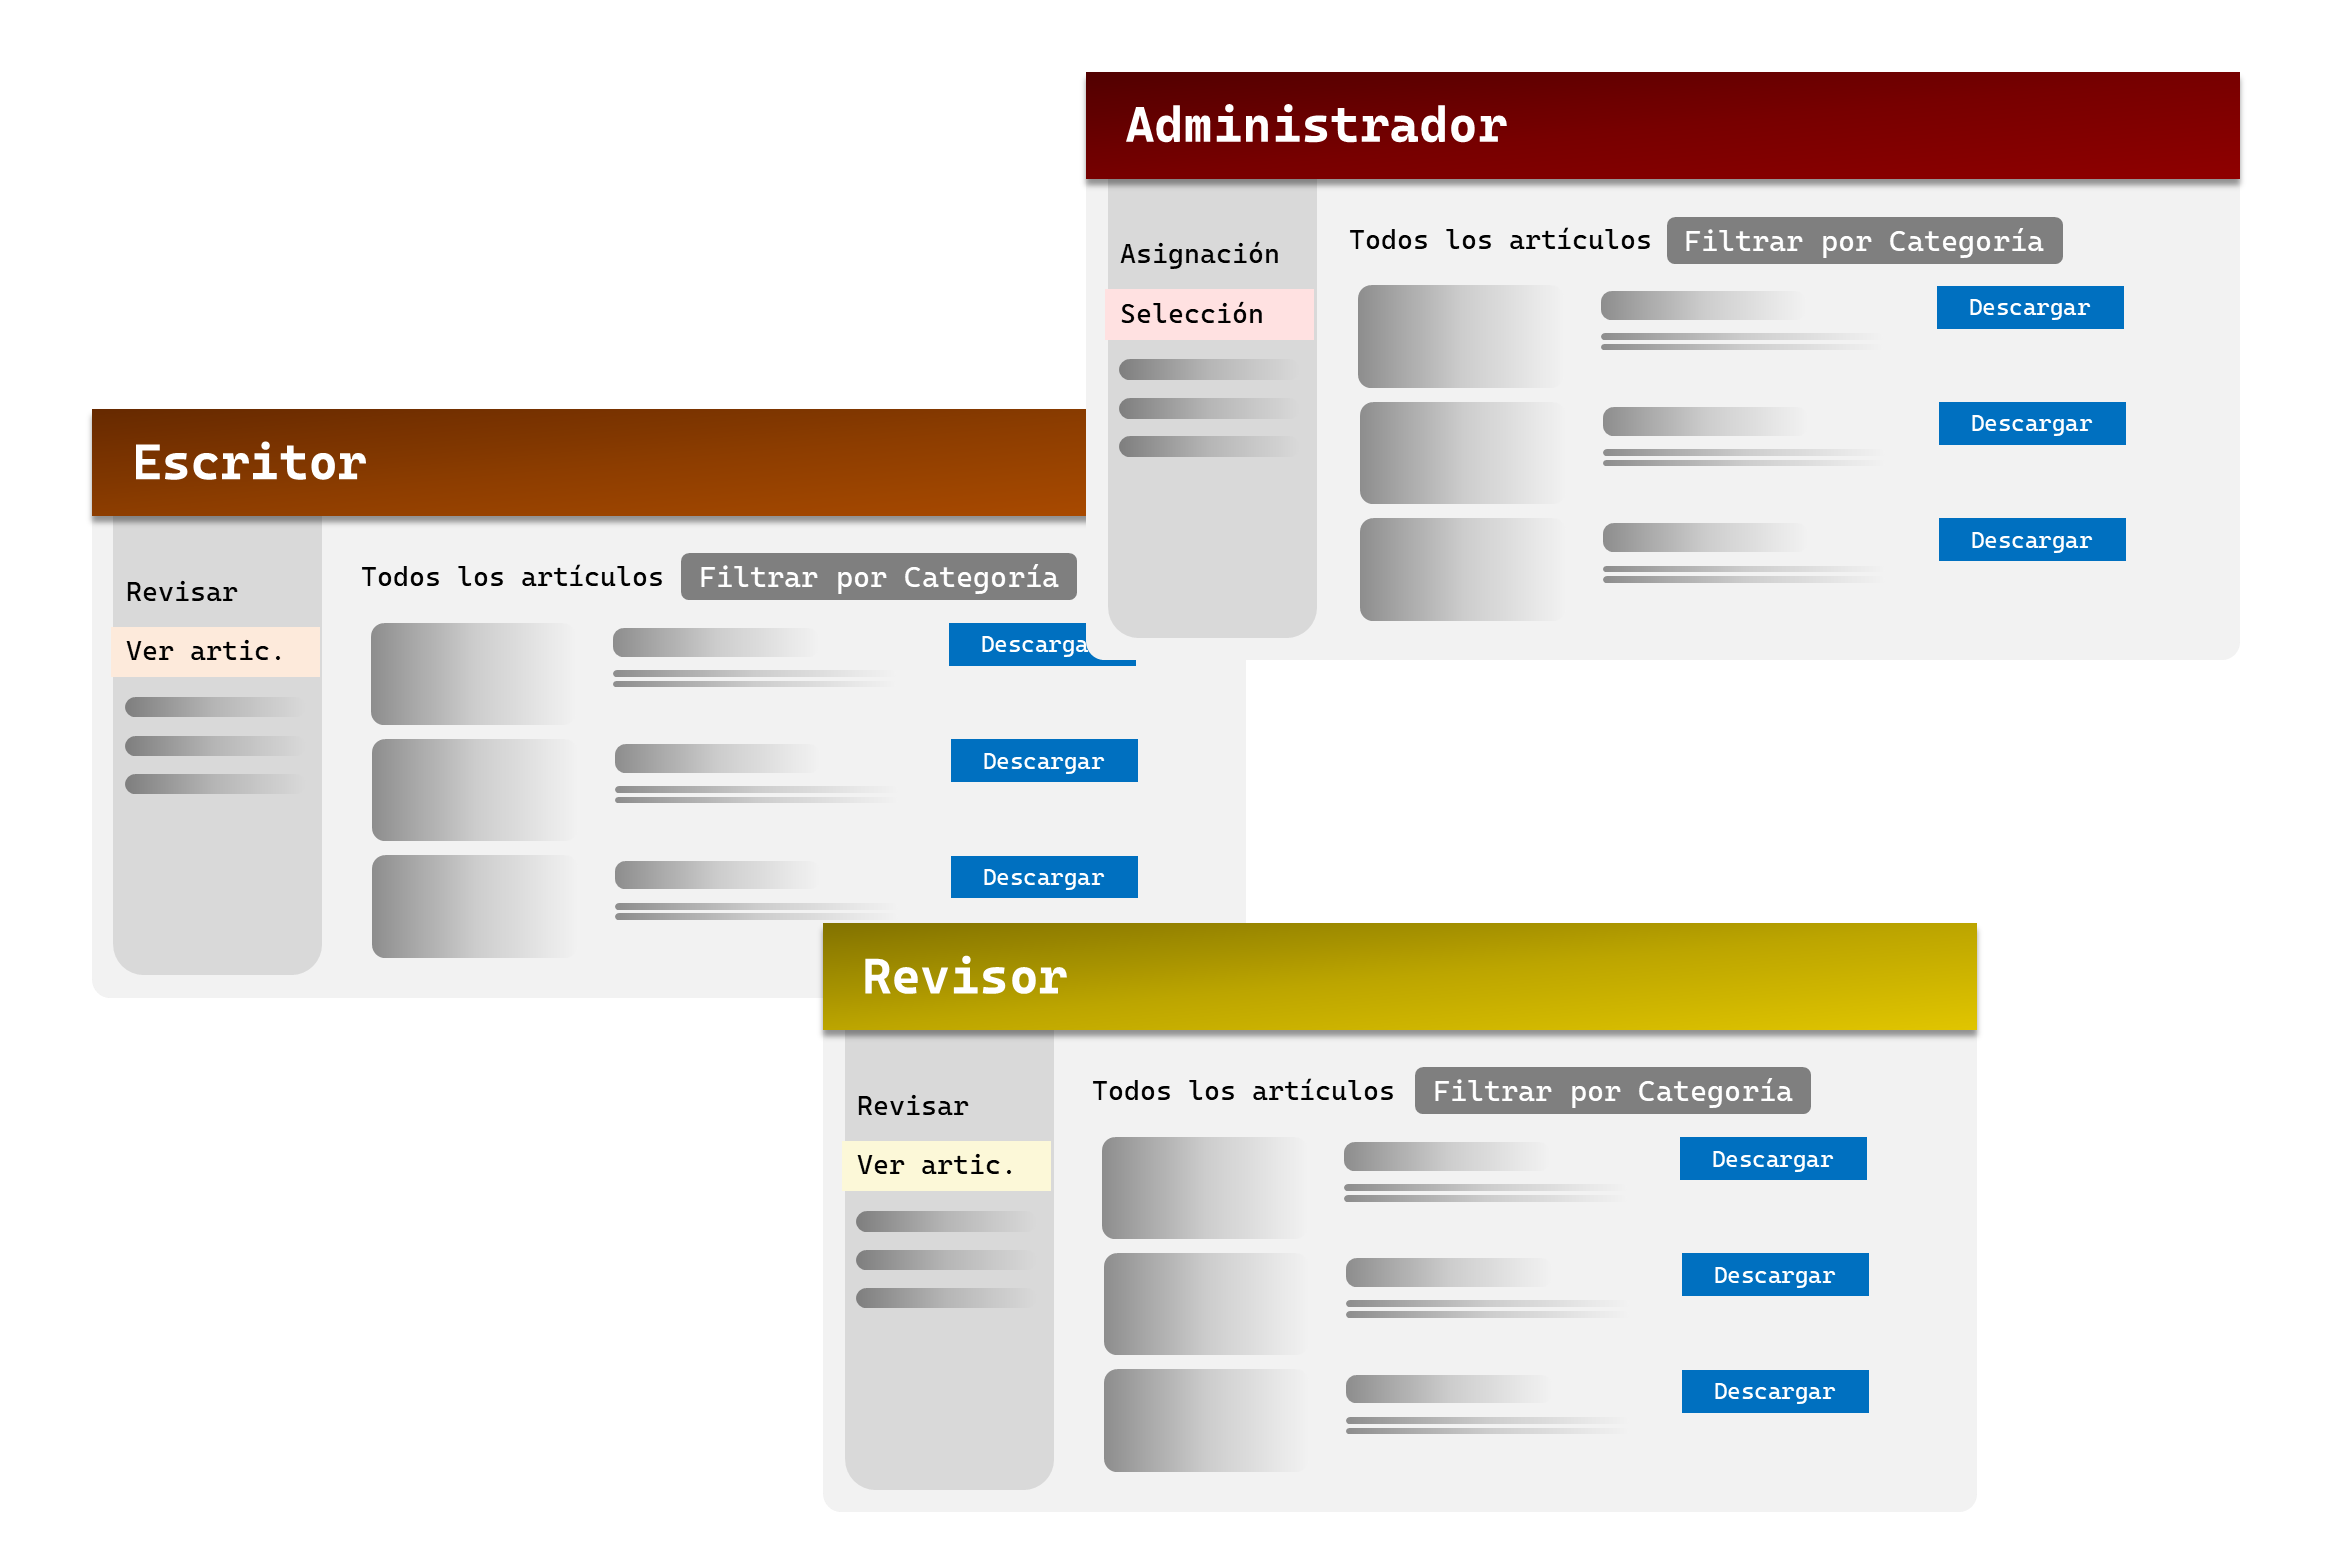 Administrador
Asignación
Selección
Todos los artículos Filtrar por Categoría
Descargar
Descargar
Descargar
Escritor
Revisar
Ver artic.
Todos los artículos Filtrar por Categoría
Descarga
Descargar
Descargar
Revisor
Revisar
Ver artic.
Todos los artículos Filtrar por Categoría
Descargar
Descargar
Descargar